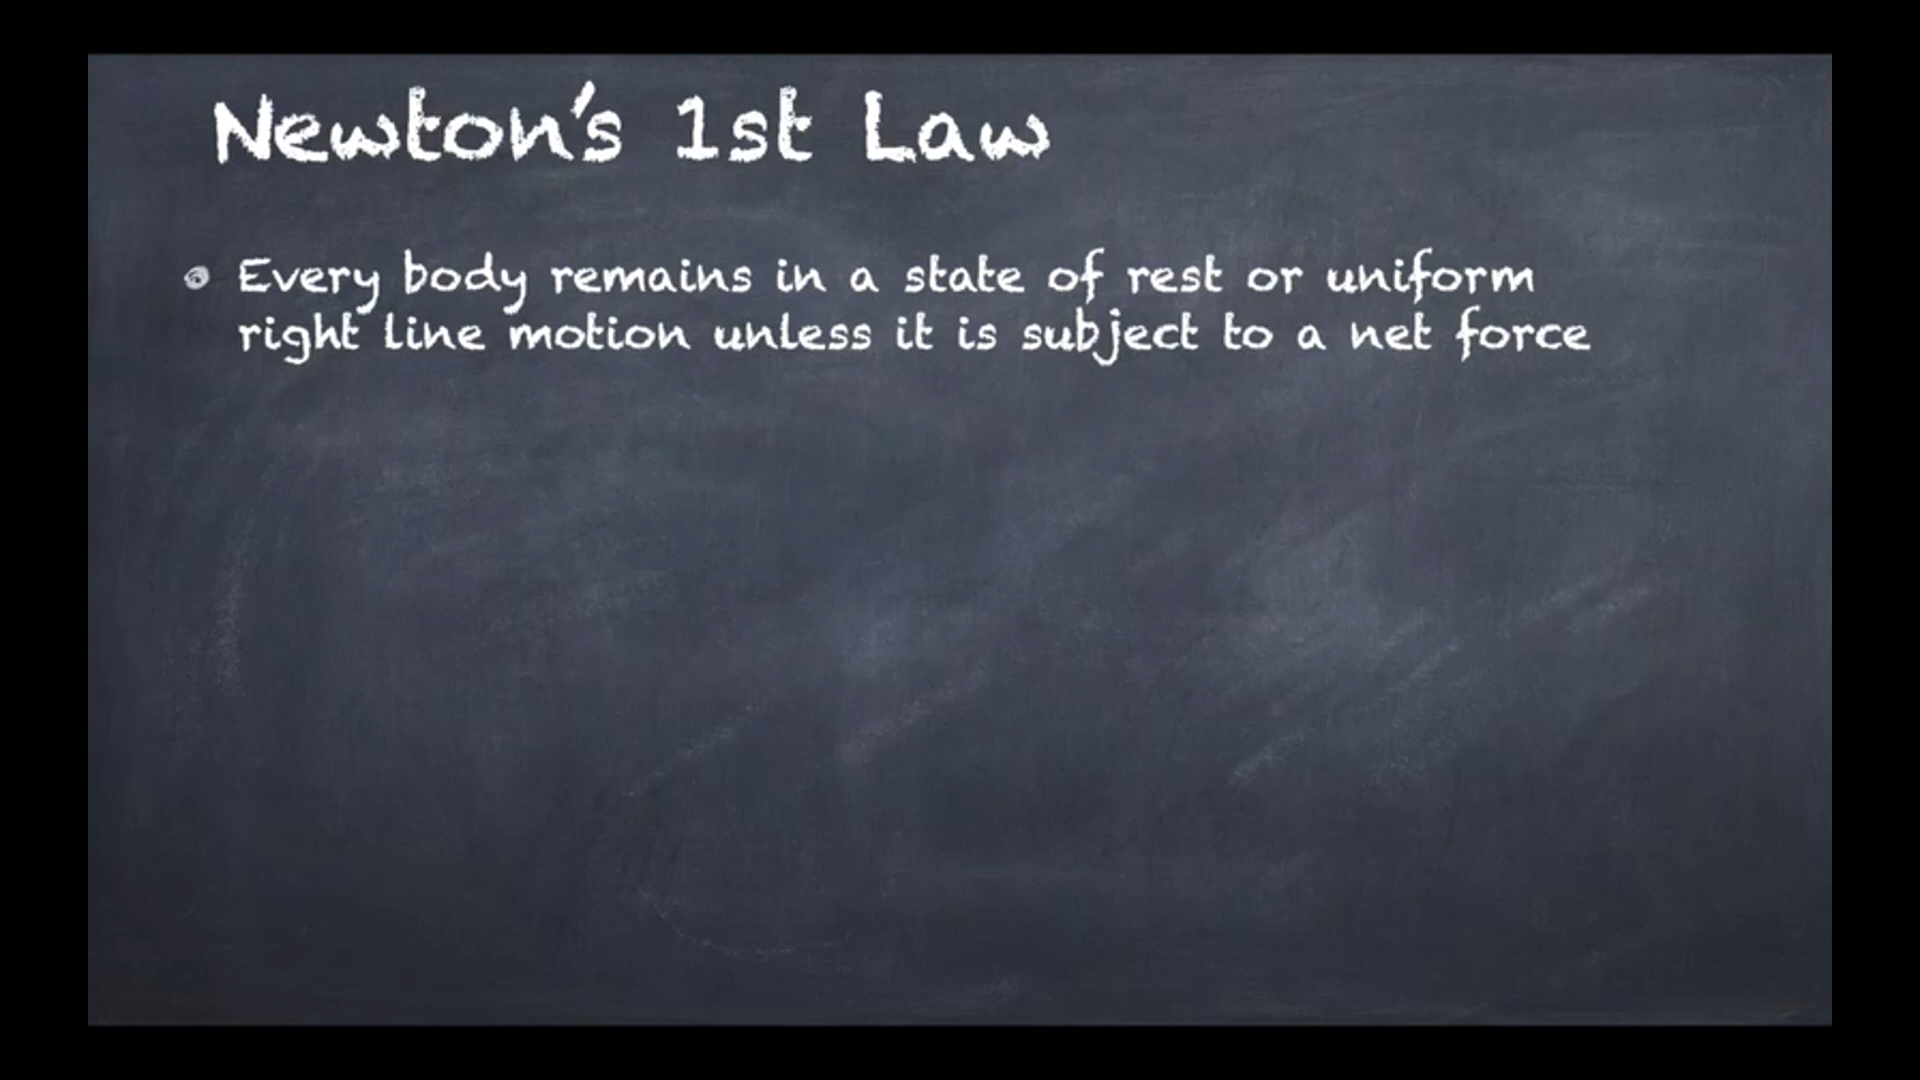 Newton's 1st Law
Every body remains in a state of rest or uniform
right line motion unless it is subject to a net force